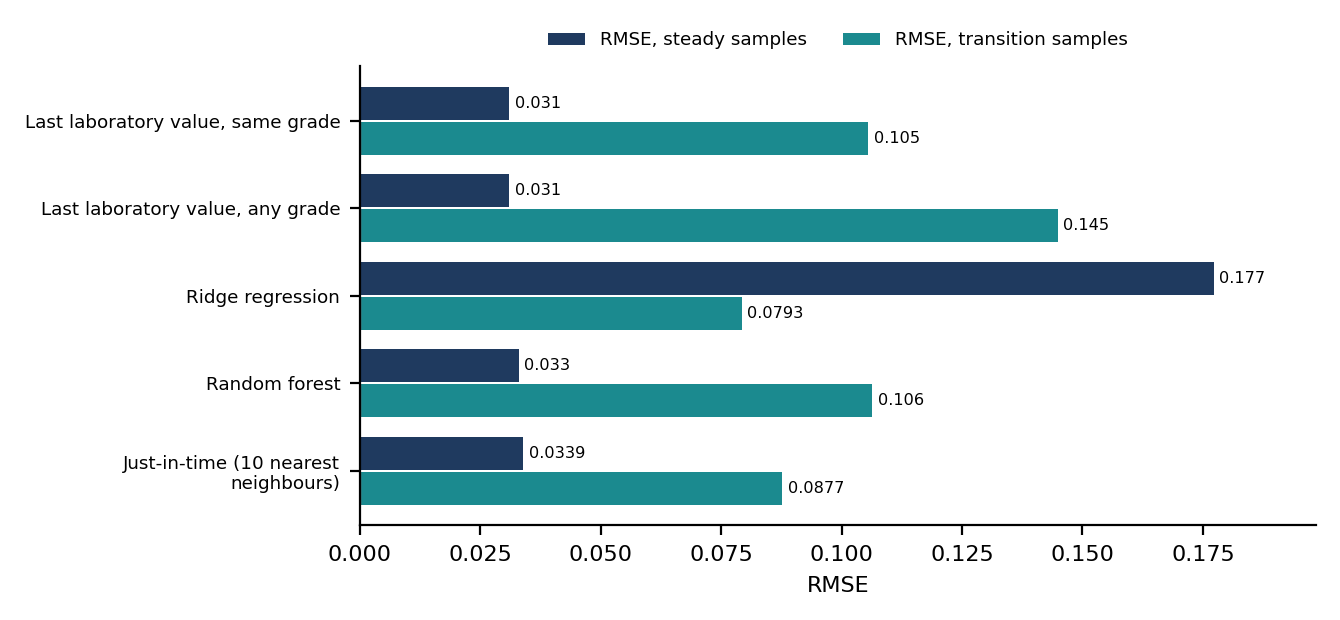 RMSE, steady samples
RMSE, transition samples
Last laboratory value, same grade
0.031
0.105
Last laboratory value, any grade
0.031
0.145
Ridge regression
0.177
0.0793
Random forest
0.033
0.106
Just-in-time (10 nearest
neighbours)
0.0339
0.0877
0.000 0.025 0.050 0.075 0.100 0.125 0.150 0.175
RMSE